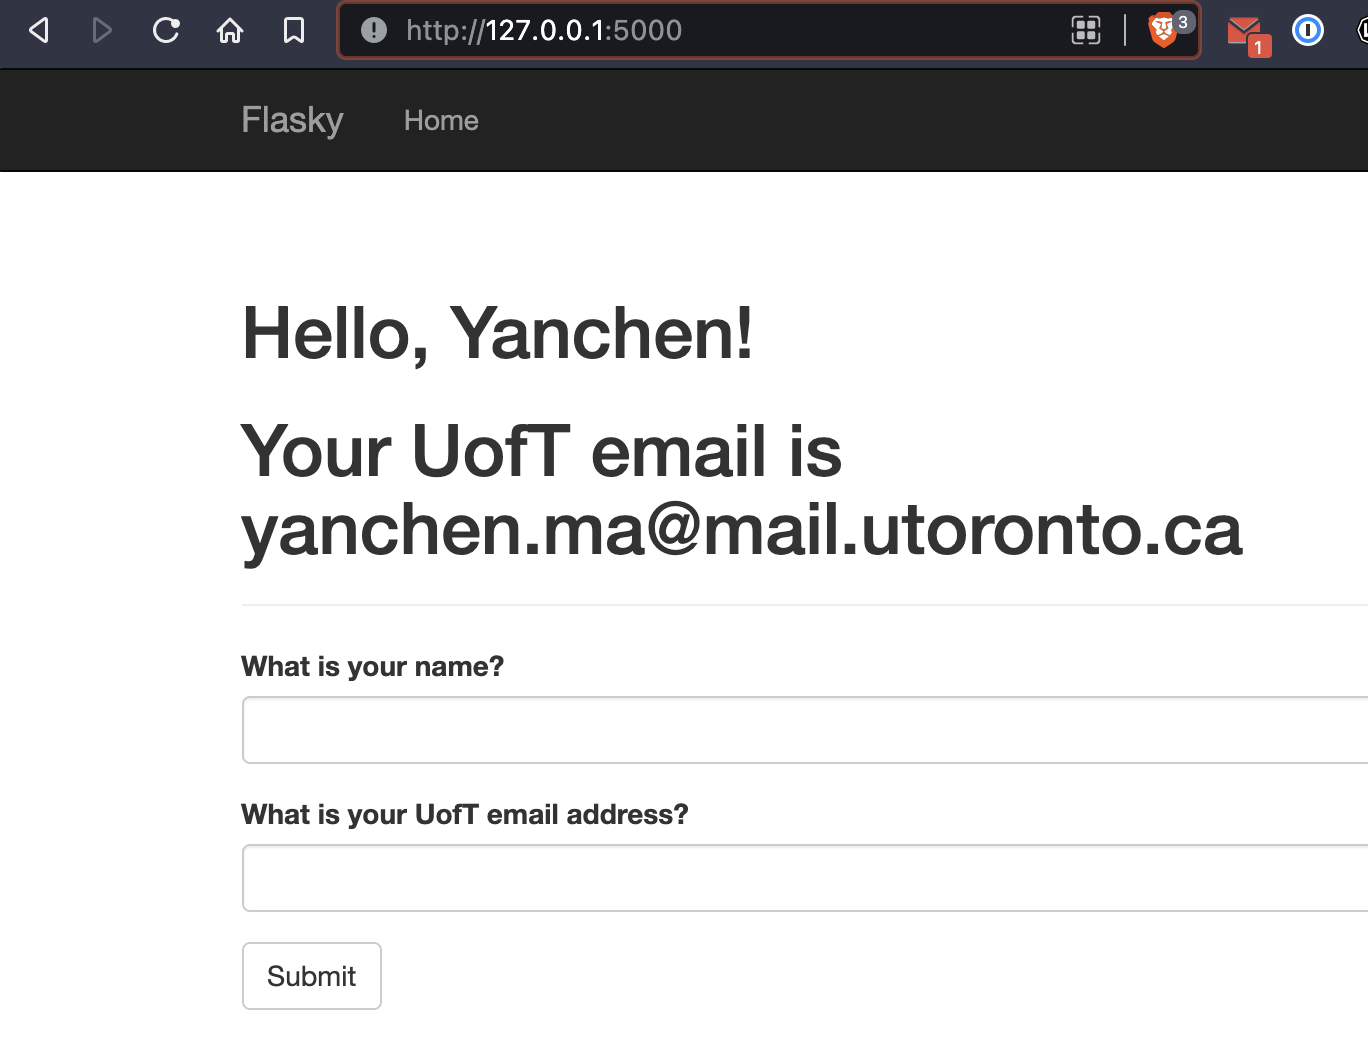 http://127.0.0.1:5000
3
1
Flasky Home
Hello, Yanchen!
Your UofT email is
yanchen.ma@mail.utoronto.ca
What is your name?
What is your UofT email address?
Submit